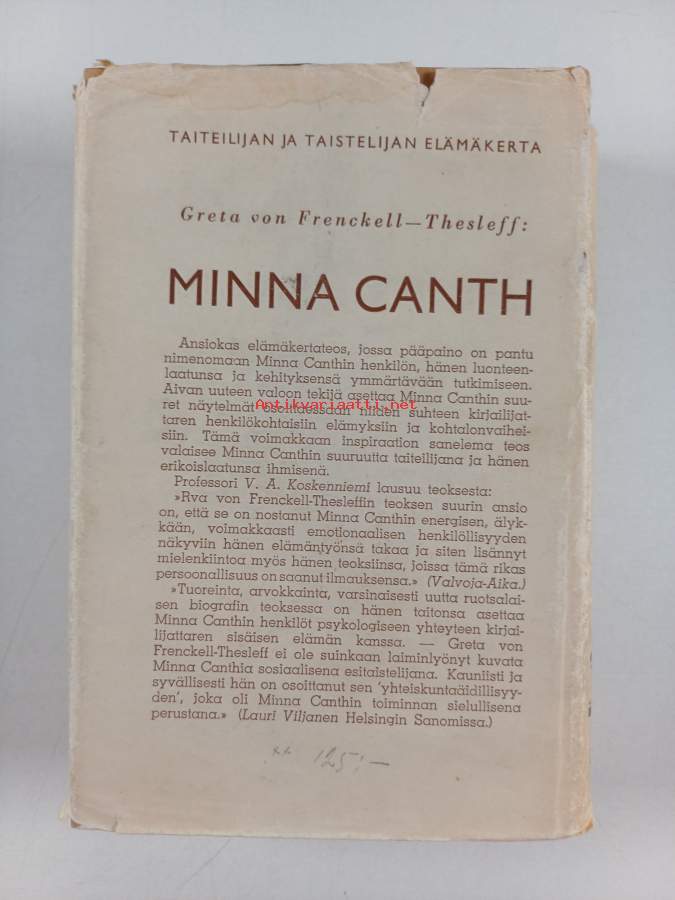 TAITEILIJAN JA TAISTELIJAN ELÄMÄKERTA
Greta von Frenckell—Thesleff:
MINNA CANTH
Ansiokas elämäkertateos, jossa pääpaino on pantu
nimenomaan Minna Canthin henkilön, hänen luonteen-
laatunsa ja kehityksensä ymmärtävään tutkimiseen.
Aivan uuteen valoon tekijä asettaa Minna Canthin suu-
ret näytelmät osoittaessaan niiden suhteen kirjailijat-
Antikvariaatti.net
taren henkilökohtaisiin elämyksiin ja kohtalonvaihei-
siin. Tämä voimakkaan inspiraation sanelema teos
valaisee Minna Canthin suuruutta taiteilijana ja hänen
erikoislaatunsa ihmisenä.
Professori V. A. Koskenniemi lausuu teoksesta:
»Rva von Frenckell-Thesleffin teoksen suurin ansio
on, että se on nostanut Minna Canthin energisen, älyk-
kään, voimakkaasti emotionaalisen henkilöllisyyden
näkyviin hänen elämäntyönsä takaa ja siten lisännyt
mielenkiintoa myös hänen teoksiinsa, joissa tämä rikas
persoonallisuus on saanut ilmauksensa.» (Valvoja-Aika.)
»Tuoreinta, arvokkainta, varsinaisesti uutta ruotsalai-
sen biografin teoksessa on hänen taitonsa asettaa
Minna Canthin henkilöt psykologiseen yhteyteen kirjai-
lijattaren sisäisen elämän kanssa. — Greta von
Frenckell-Thesleff ei ole suinkaan laiminlyönyt kuvata
Minna Canthia sosiaalisena esitaistelijana. Kauniisti ja
syvällisesti hän on osoittanut sen 'yhteiskuntaäidillisyy-
den', joka oli Minna Canthin toiminnan sielullisena
perustana.» (Lauri Viljanen Helsingin Sanomissa.)
125:—